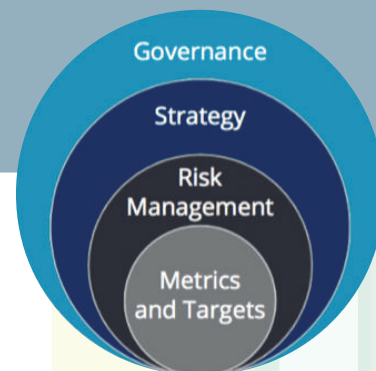 Governance
Strategy
Risk
Management
Metrics
and Targets